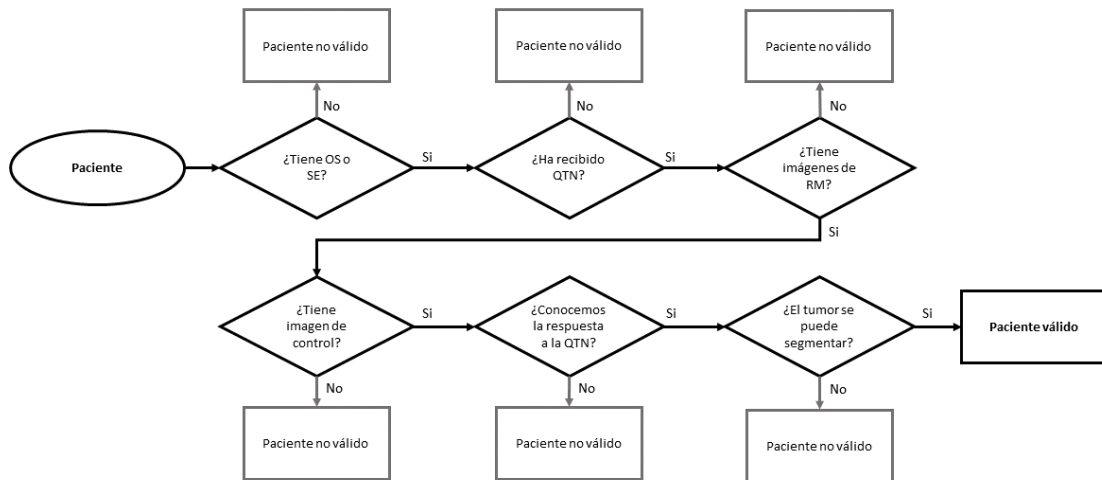 Paciente no válido
Paciente no válido
Paciente no válido
No
No
No
Paciente
¿Tiene OS o
SE?
Si
¿Ha recibido
QTN?
Si
¿Tiene
imágenes de
RM?
Si
¿Tiene
imagen de
control?
Si
¿Conocemos
la respuesta
a la QTN?
Si
¿El tumor se
puede
segmentar?
Si
Paciente válido
No
No
No
Paciente no válido
Paciente no válido
Paciente no válido